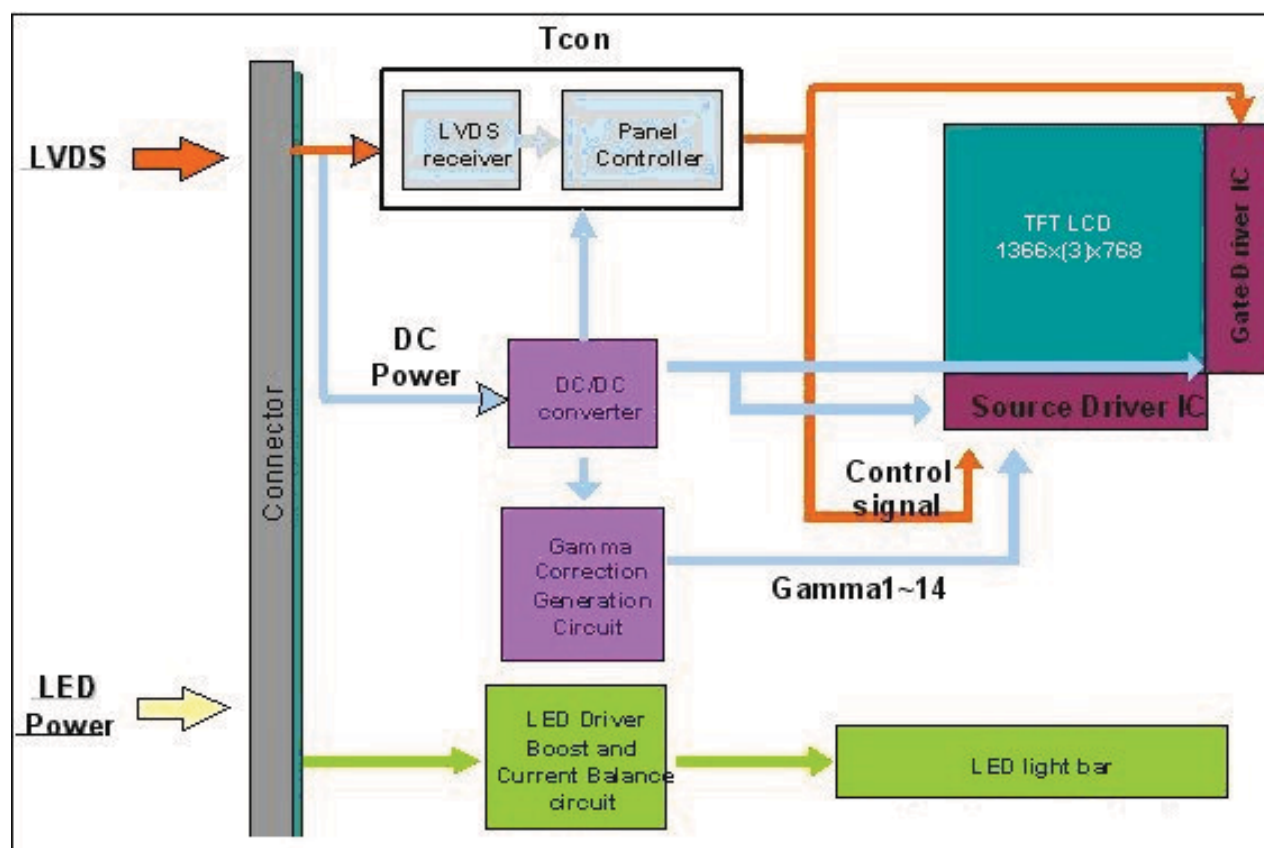 Tcon
LVDS
receiver
Panel
Controller
LVDS
TFT LCD
1366x(3)x768
Gate Driver IC
DC
Power
DC/DC
converter
Source Driver IC
Connector
Control
signal
Gamma
Correction
Generation
Circuit
Gamma1~14
LED
Power
LED Driver
Boost and
Current Balance
circuit
LED light bar